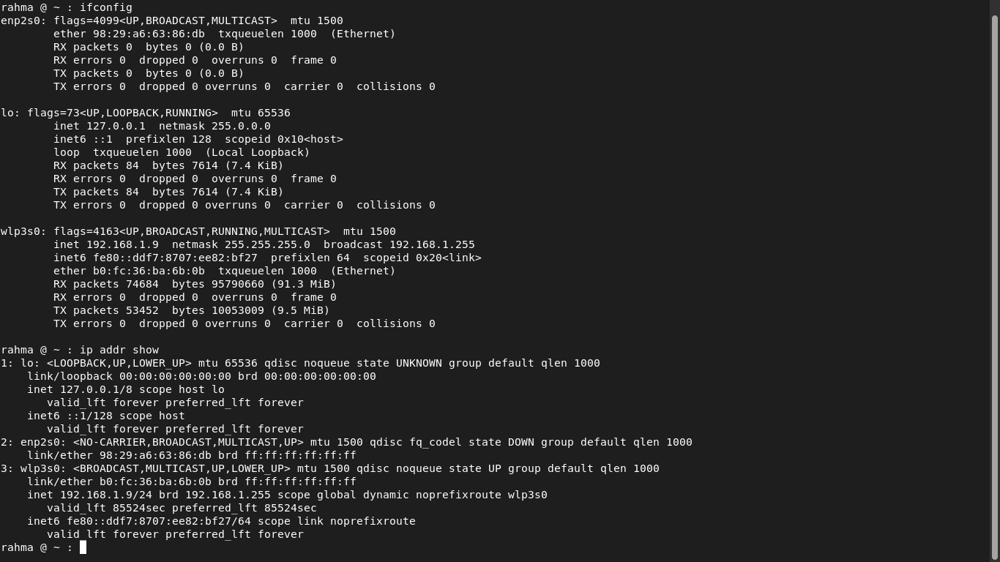 rahma @ ~ : ifconfig
enp2s0: flags=4099<UP,BROADCAST,MULTICAST>  mtu 1500
        ether 98:29:a6:63:86:db  txqueuelen 1000  (Ethernet)
        RX packets 0  bytes 0 (0.0 B)
        RX errors 0  dropped 0  overruns 0  frame 0
        TX packets 0  bytes 0 (0.0 B)
        TX errors 0  dropped 0 overruns 0  carrier 0  collisions 0

lo: flags=73<UP,LOOPBACK,RUNNING>  mtu 65536
        inet 127.0.0.1  netmask 255.0.0.0
        inet6 ::1  prefixlen 128  scopeid 0x10<host>
        loop  txqueuelen 1000  (Local Loopback)
        RX packets 84  bytes 7614 (7.4 KiB)
        RX errors 0  dropped 0  overruns 0  frame 0
        TX packets 84  bytes 7614 (7.4 KiB)
        TX errors 0  dropped 0 overruns 0  carrier 0  collisions 0

wlp3s0: flags=4163<UP,BROADCAST,RUNNING,MULTICAST>  mtu 1500
        inet 192.168.1.9  netmask 255.255.255.0  broadcast 192.168.1.255
        inet6 fe80::ddf7:8707:ee82:bf27  prefixlen 64  scopeid 0x20<link>
        ether b0:fc:36:ba:6b:0b  txqueuelen 1000  (Ethernet)
        RX packets 74684  bytes 95790660 (91.3 MiB)
        RX errors 0  dropped 0  overruns 0  frame 0
        TX packets 53452  bytes 10053009 (9.5 MiB)
        TX errors 0  dropped 0 overruns 0  carrier 0  collisions 0

rahma @ ~ : ip addr show
1: lo: <LOOPBACK,UP,LOWER_UP> mtu 65536 qdisc noqueue state UNKNOWN group default qlen 1000
    link/loopback 00:00:00:00:00:00 brd 00:00:00:00:00:00
    inet 127.0.0.1/8 scope host lo
       valid_lft forever preferred_lft forever
    inet6 ::1/128 scope host
       valid_lft forever preferred_lft forever
2: enp2s0: <NO-CARRIER,BROADCAST,MULTICAST,UP> mtu 1500 qdisc fq_codel state DOWN group default qlen 1000
    link/ether 98:29:a6:63:86:db brd ff:ff:ff:ff:ff:ff
3: wlp3s0: <BROADCAST,MULTICAST,UP,LOWER_UP> mtu 1500 qdisc noqueue state UP group default qlen 1000
    link/ether b0:fc:36:ba:6b:0b brd ff:ff:ff:ff:ff:ff
    inet 192.168.1.9/24 brd 192.168.1.255 scope global dynamic noprefixroute wlp3s0
       valid_lft 85524sec preferred_lft 85524sec
    inet6 fe80::ddf7:8707:ee82:bf27/64 scope link noprefixroute
       valid_lft forever preferred_lft forever
rahma @ ~ :